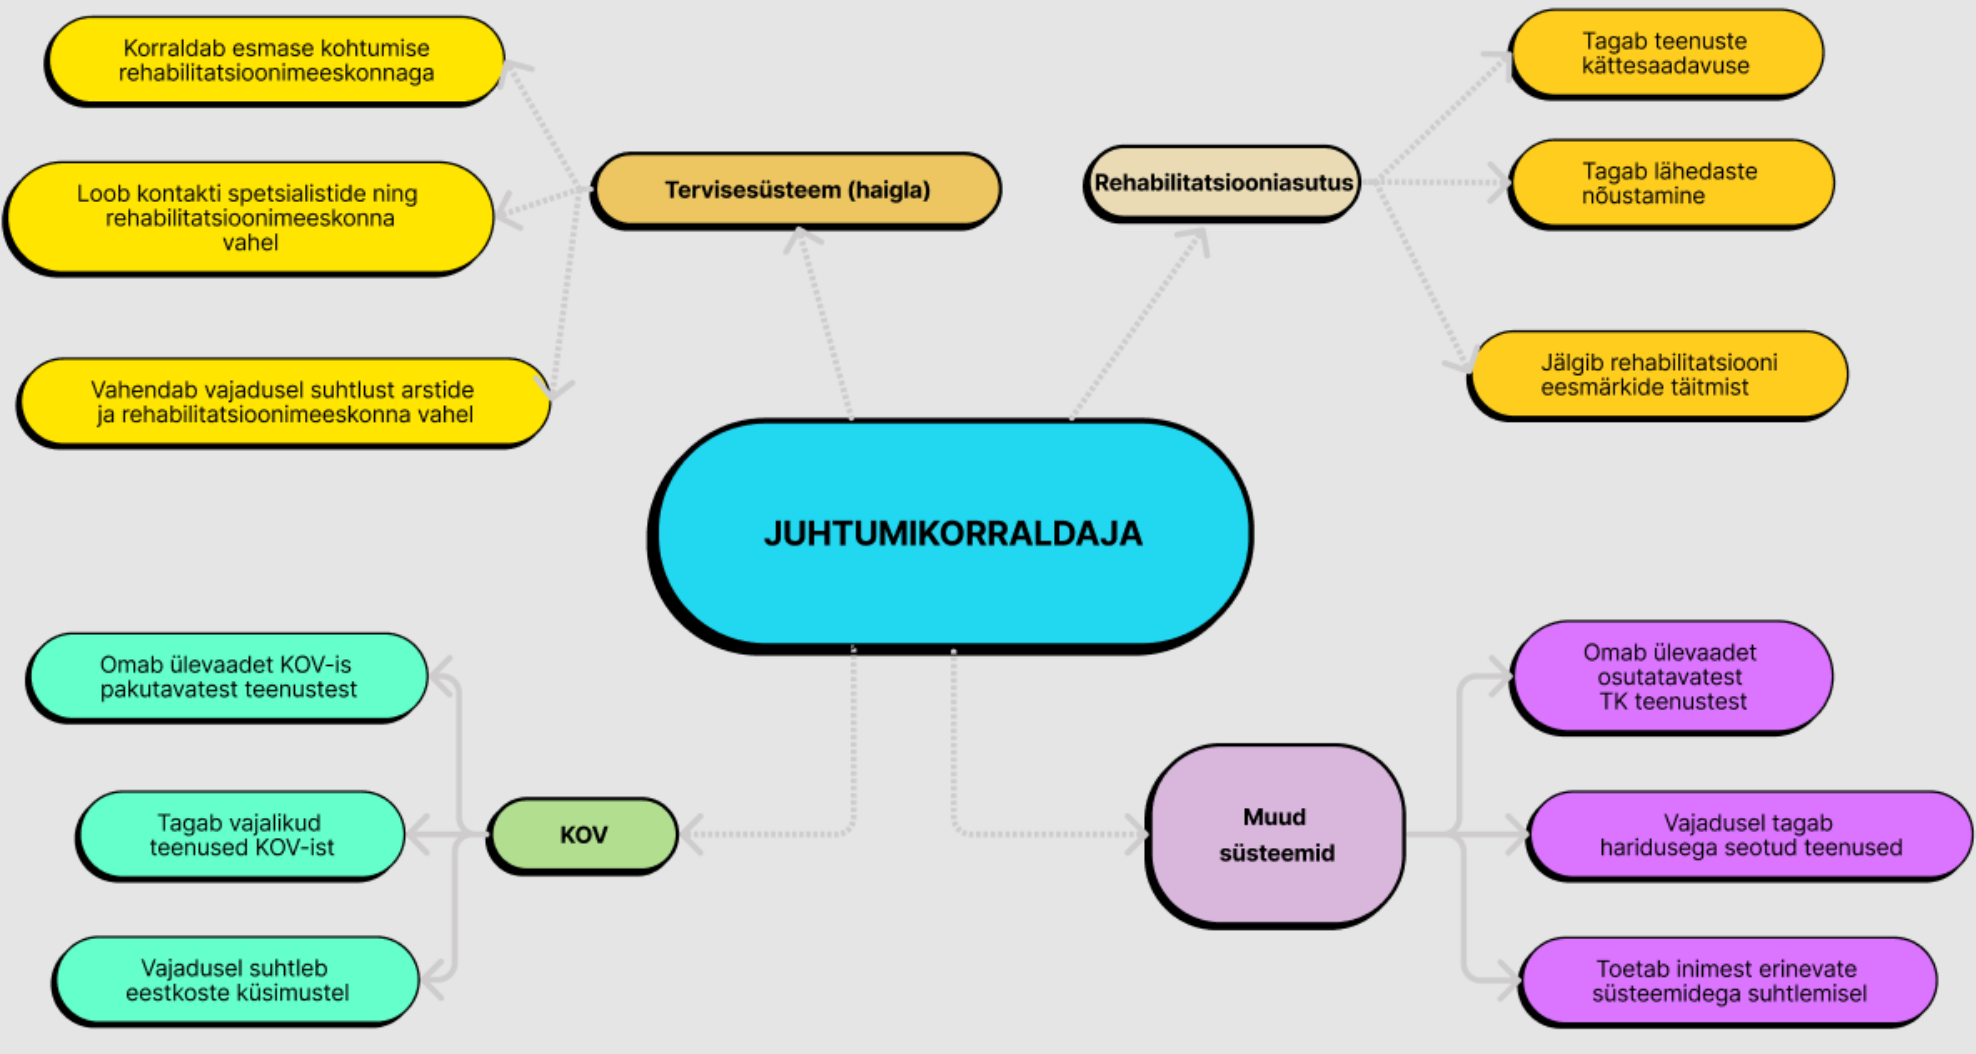 Korraldab esmase kohtumise
rehabilitatsioonimeeskonnaga
Loob kontakti spetsialistide ning
rehabilitatsioonimeeskonna
vahel
Vahendab vajadusel suhtlust arstide
ja rehabilitatsioonimeeskonna vahel
Tervisesüsteem (haigla)
Rehabilitatsiooniasutus
Tagab teenuste
kättesaadavuse
Tagab lähedaste
nõustamine
Jälgib rehabilitatsiooni
eesmärkide täitmist
JUHTUMIKORRALDAJA
Omab ülevaadet KOV-is
pakutavatest teenustest
Tagab vajalikud
teenused KOV-ist
Vajadusel suhtleb
eestkoste küsimustel
KOV
Muud
süsteemid
Omab ülevaadet
osutatavatest
TK teenustest
Vajadusel tagab
haridusega seotud teenused
Toetab inimest erinevate
süsteemidega suhtlemisel